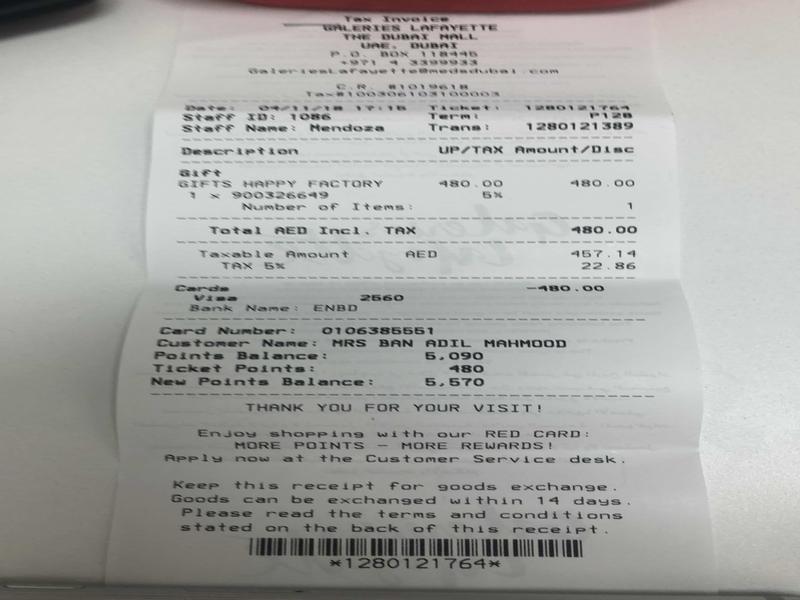 Tax Invoice
GALERIES LAFAYETTE
THE DUBAI MALL
UAE, DUBAI
P.O. BOX 118445
+971 4 3399933
GaleriesLafayette@medsdubai.com
C.R. #1019618
Tax#100306103100003
Date: 04/11/18 17:15 Ticket: 1280121764
Staff ID: 1086 Term: P128
Staff Name: Mendoza Trans: 1280121389
Description UP/TAX Amount/Disc
Gift
GIFTS HAPPY FACTORY 480.00 480.00
1 x 900326649 5%
Number of Items: 1
Total AED Incl. TAX 480.00
Taxable Amount AED 457.14
TAX 5% 22.86
Cards -480.00
Visa 2560
Bank Name: ENBD
Card Number: 0106385551
Customer Name: MRS BAN ADIL MAHMOOD
Points Balance: 5,090
Ticket Points: 480
New Points Balance: 5,570
THANK YOU FOR YOUR VISIT!
Enjoy shopping with our RED CARD:
MORE POINTS - MORE REWARDS!
Apply now at the Customer Service desk.
Keep this receipt for goods exchange.
Goods can be exchanged within 14 days.
Please read the terms and conditions
stated on the back of this receipt.
*1280121764*